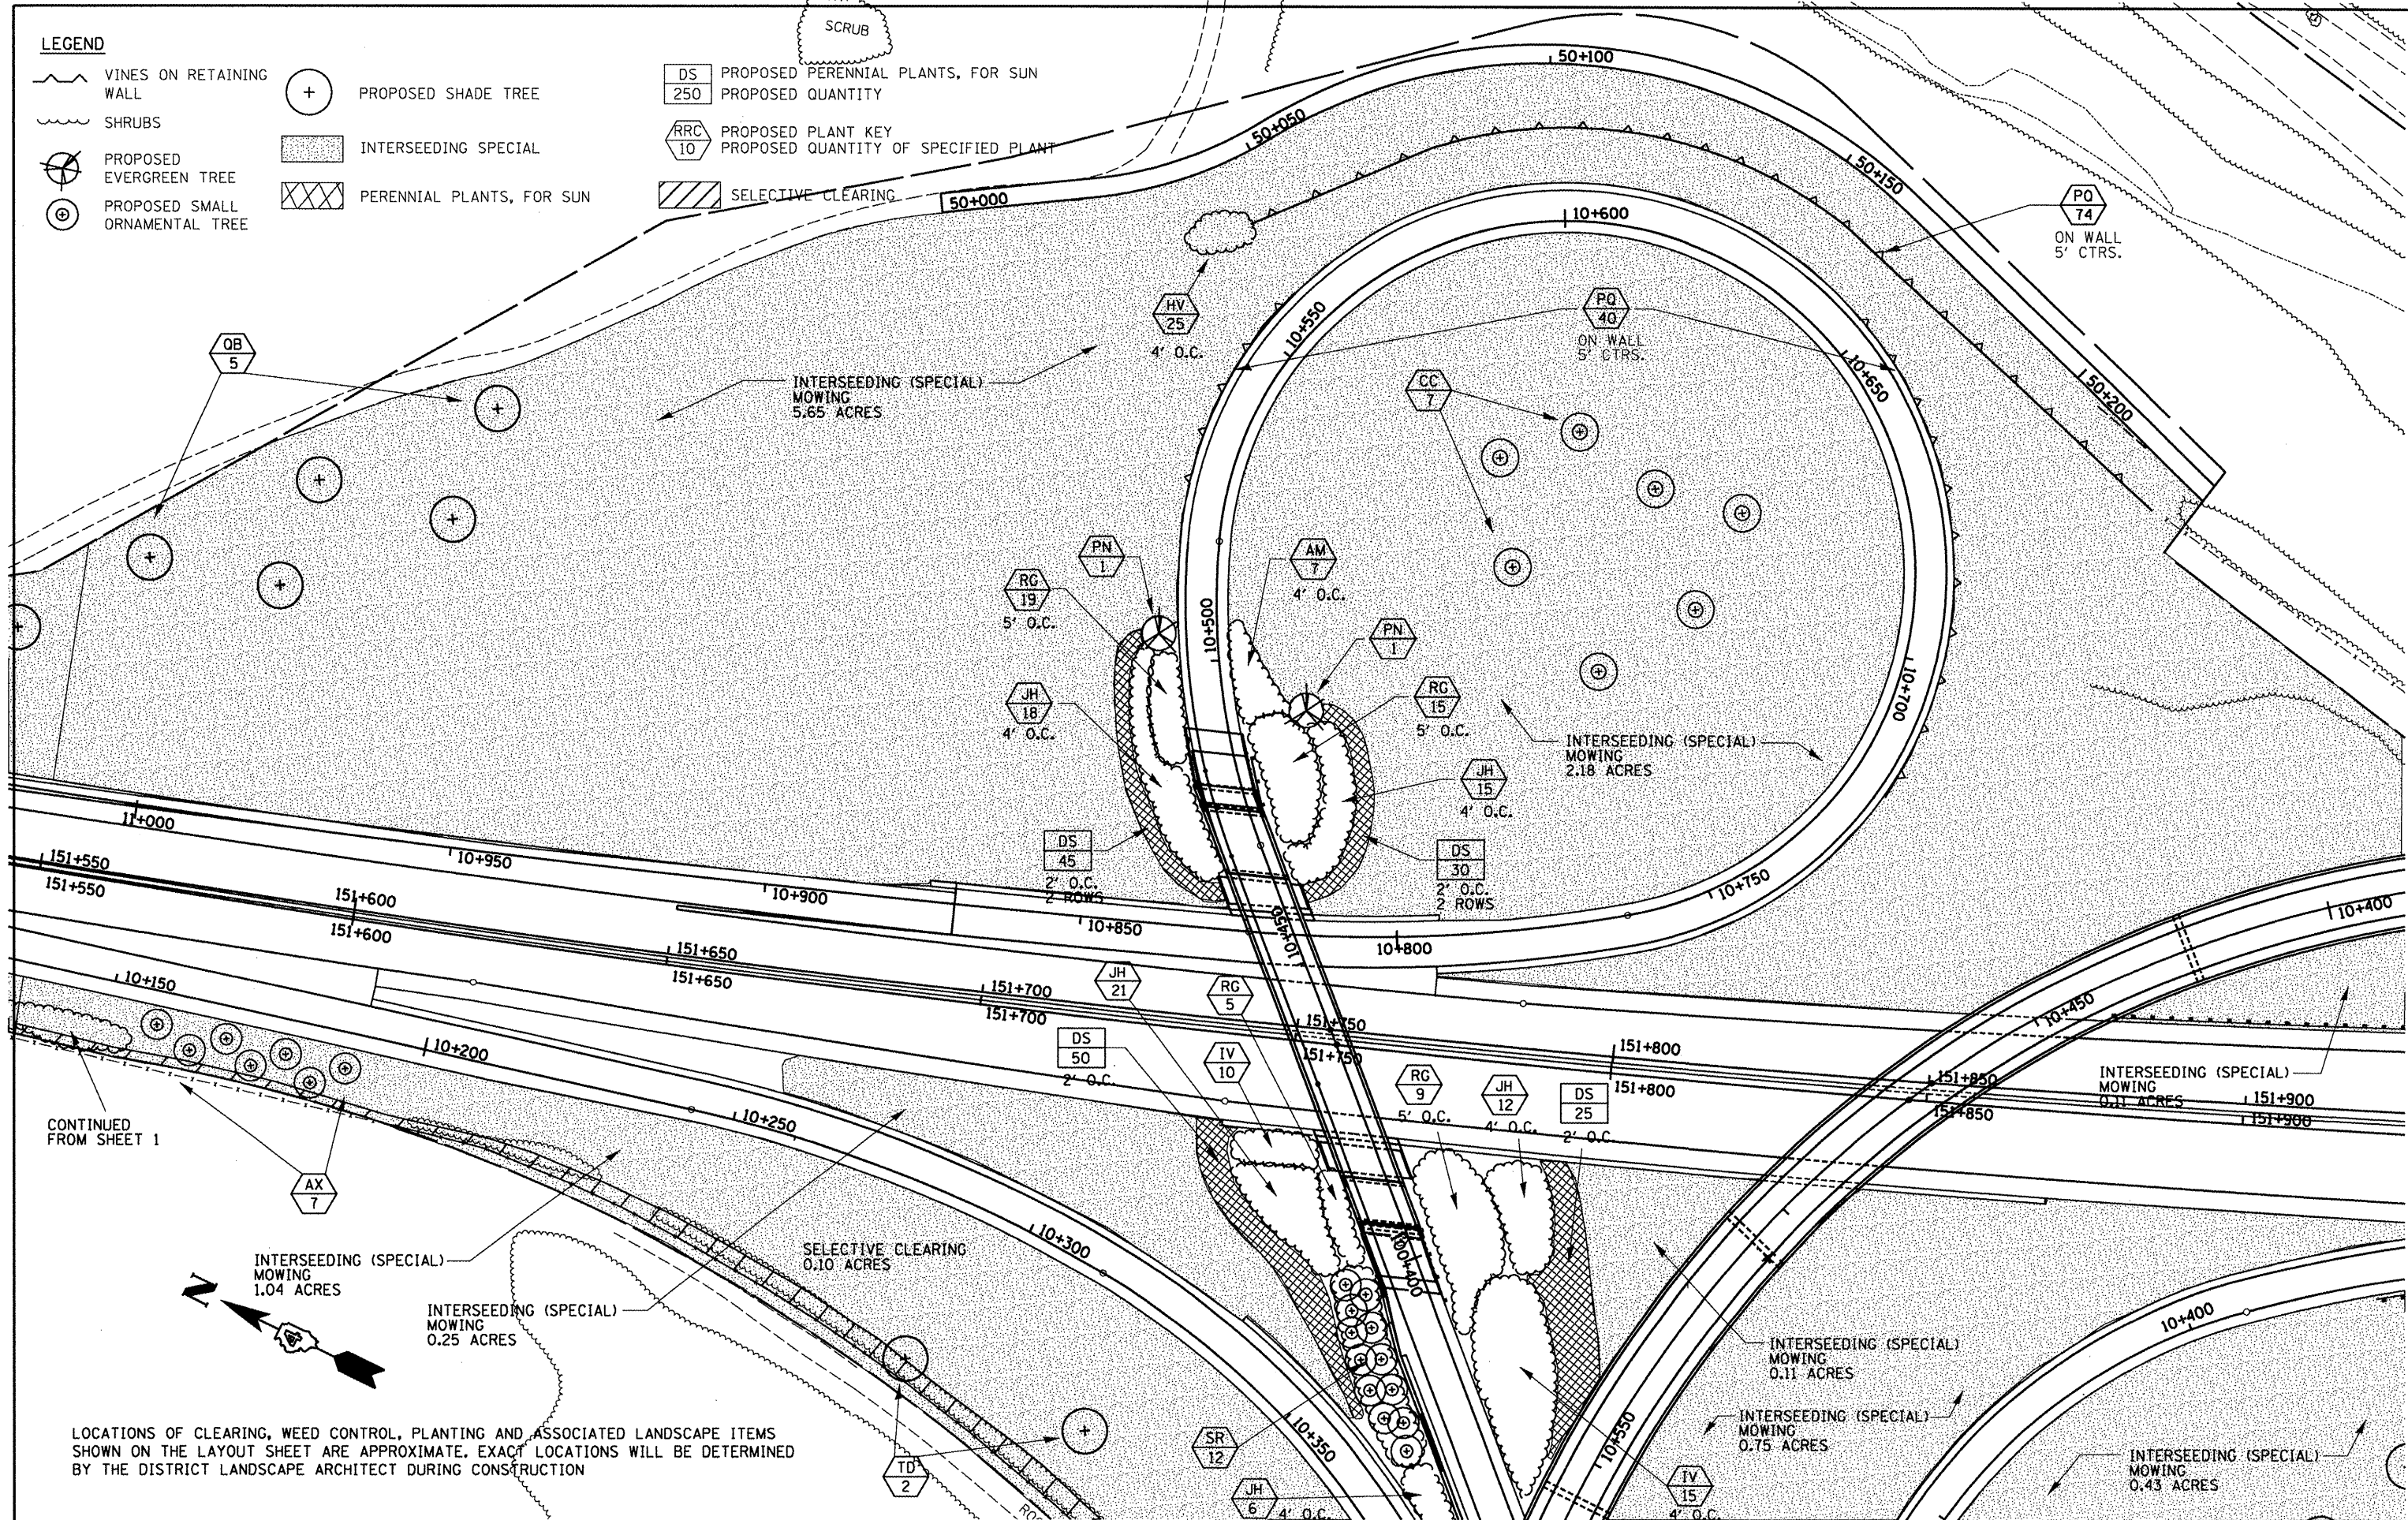 SCRUB
LEGEND
VINES ON RETAINING
WALL
SHRUBS
PROPOSED
EVERGREEN TREE
PROPOSED SMALL
ORNAMENTAL TREE
PROPOSED SHADE TREE
INTERSEEDING SPECIAL
PERENNIAL PLANTS, FOR SUN
DS
250
PROPOSED PERENNIAL PLANTS, FOR SUN
PROPOSED QUANTITY
RRC
10
PROPOSED PLANT KEY
PROPOSED QUANTITY OF SPECIFIED PLANT
SELECTIVE CLEARING
50+000
50+050
50+100
50+150
50+200
PQ
74
ON WALL
5' CTRS.
10+600
HV
25
4' O.C.
10+550
PQ
40
ON WALL
5' CTRS.
10+650
QB
5
INTERSEEDING (SPECIAL)
MOWING
5.65 ACRES
CC
7
PN
1
AM
7
4' O.C.
RG
19
5' O.C.
10+500
PN
1
JH
18
4' O.C.
RG
15
5' O.C.
10+700
INTERSEEDING (SPECIAL)
MOWING
2.18 ACRES
JH
15
4' O.C.
DS
45
2' O.C.
2 ROWS
DS
30
2' O.C.
2 ROWS
11+000
10+950
10+900
10+850
10+450
10+800
10+750
10+400
151+550
151+550
151+600
151+600
151+650
151+650
151+700
151+700
151+750
151+750
151+800
151+800
151+850
151+850
151+900
151+900
10+150
10+200
10+250
10+300
10+350
10+450
JH
21
RG
5
DS
50
2' O.C.
IV
10
RG
9
5' O.C.
JH
12
4' O.C.
DS
25
2' O.C.
INTERSEEDING (SPECIAL)
MOWING
0.11 ACRES
CONTINUED
FROM SHEET 1
AX
7
INTERSEEDING (SPECIAL)
MOWING
1.04 ACRES
SELECTIVE CLEARING
0.10 ACRES
INTERSEEDING (SPECIAL)
MOWING
0.25 ACRES
N
10+550
10+400
INTERSEEDING (SPECIAL)
MOWING
0.11 ACRES
INTERSEEDING (SPECIAL)
MOWING
0.75 ACRES
INTERSEEDING (SPECIAL)
MOWING
0.43 ACRES
LOCATIONS OF CLEARING, WEED CONTROL, PLANTING AND ASSOCIATED LANDSCAPE ITEMS
SHOWN ON THE LAYOUT SHEET ARE APPROXIMATE. EXACT LOCATIONS WILL BE DETERMINED
BY THE DISTRICT LANDSCAPE ARCHITECT DURING CONSTRUCTION
TD
2
SR
12
JH
6
4' O.C.
IV
15
4' O.C.